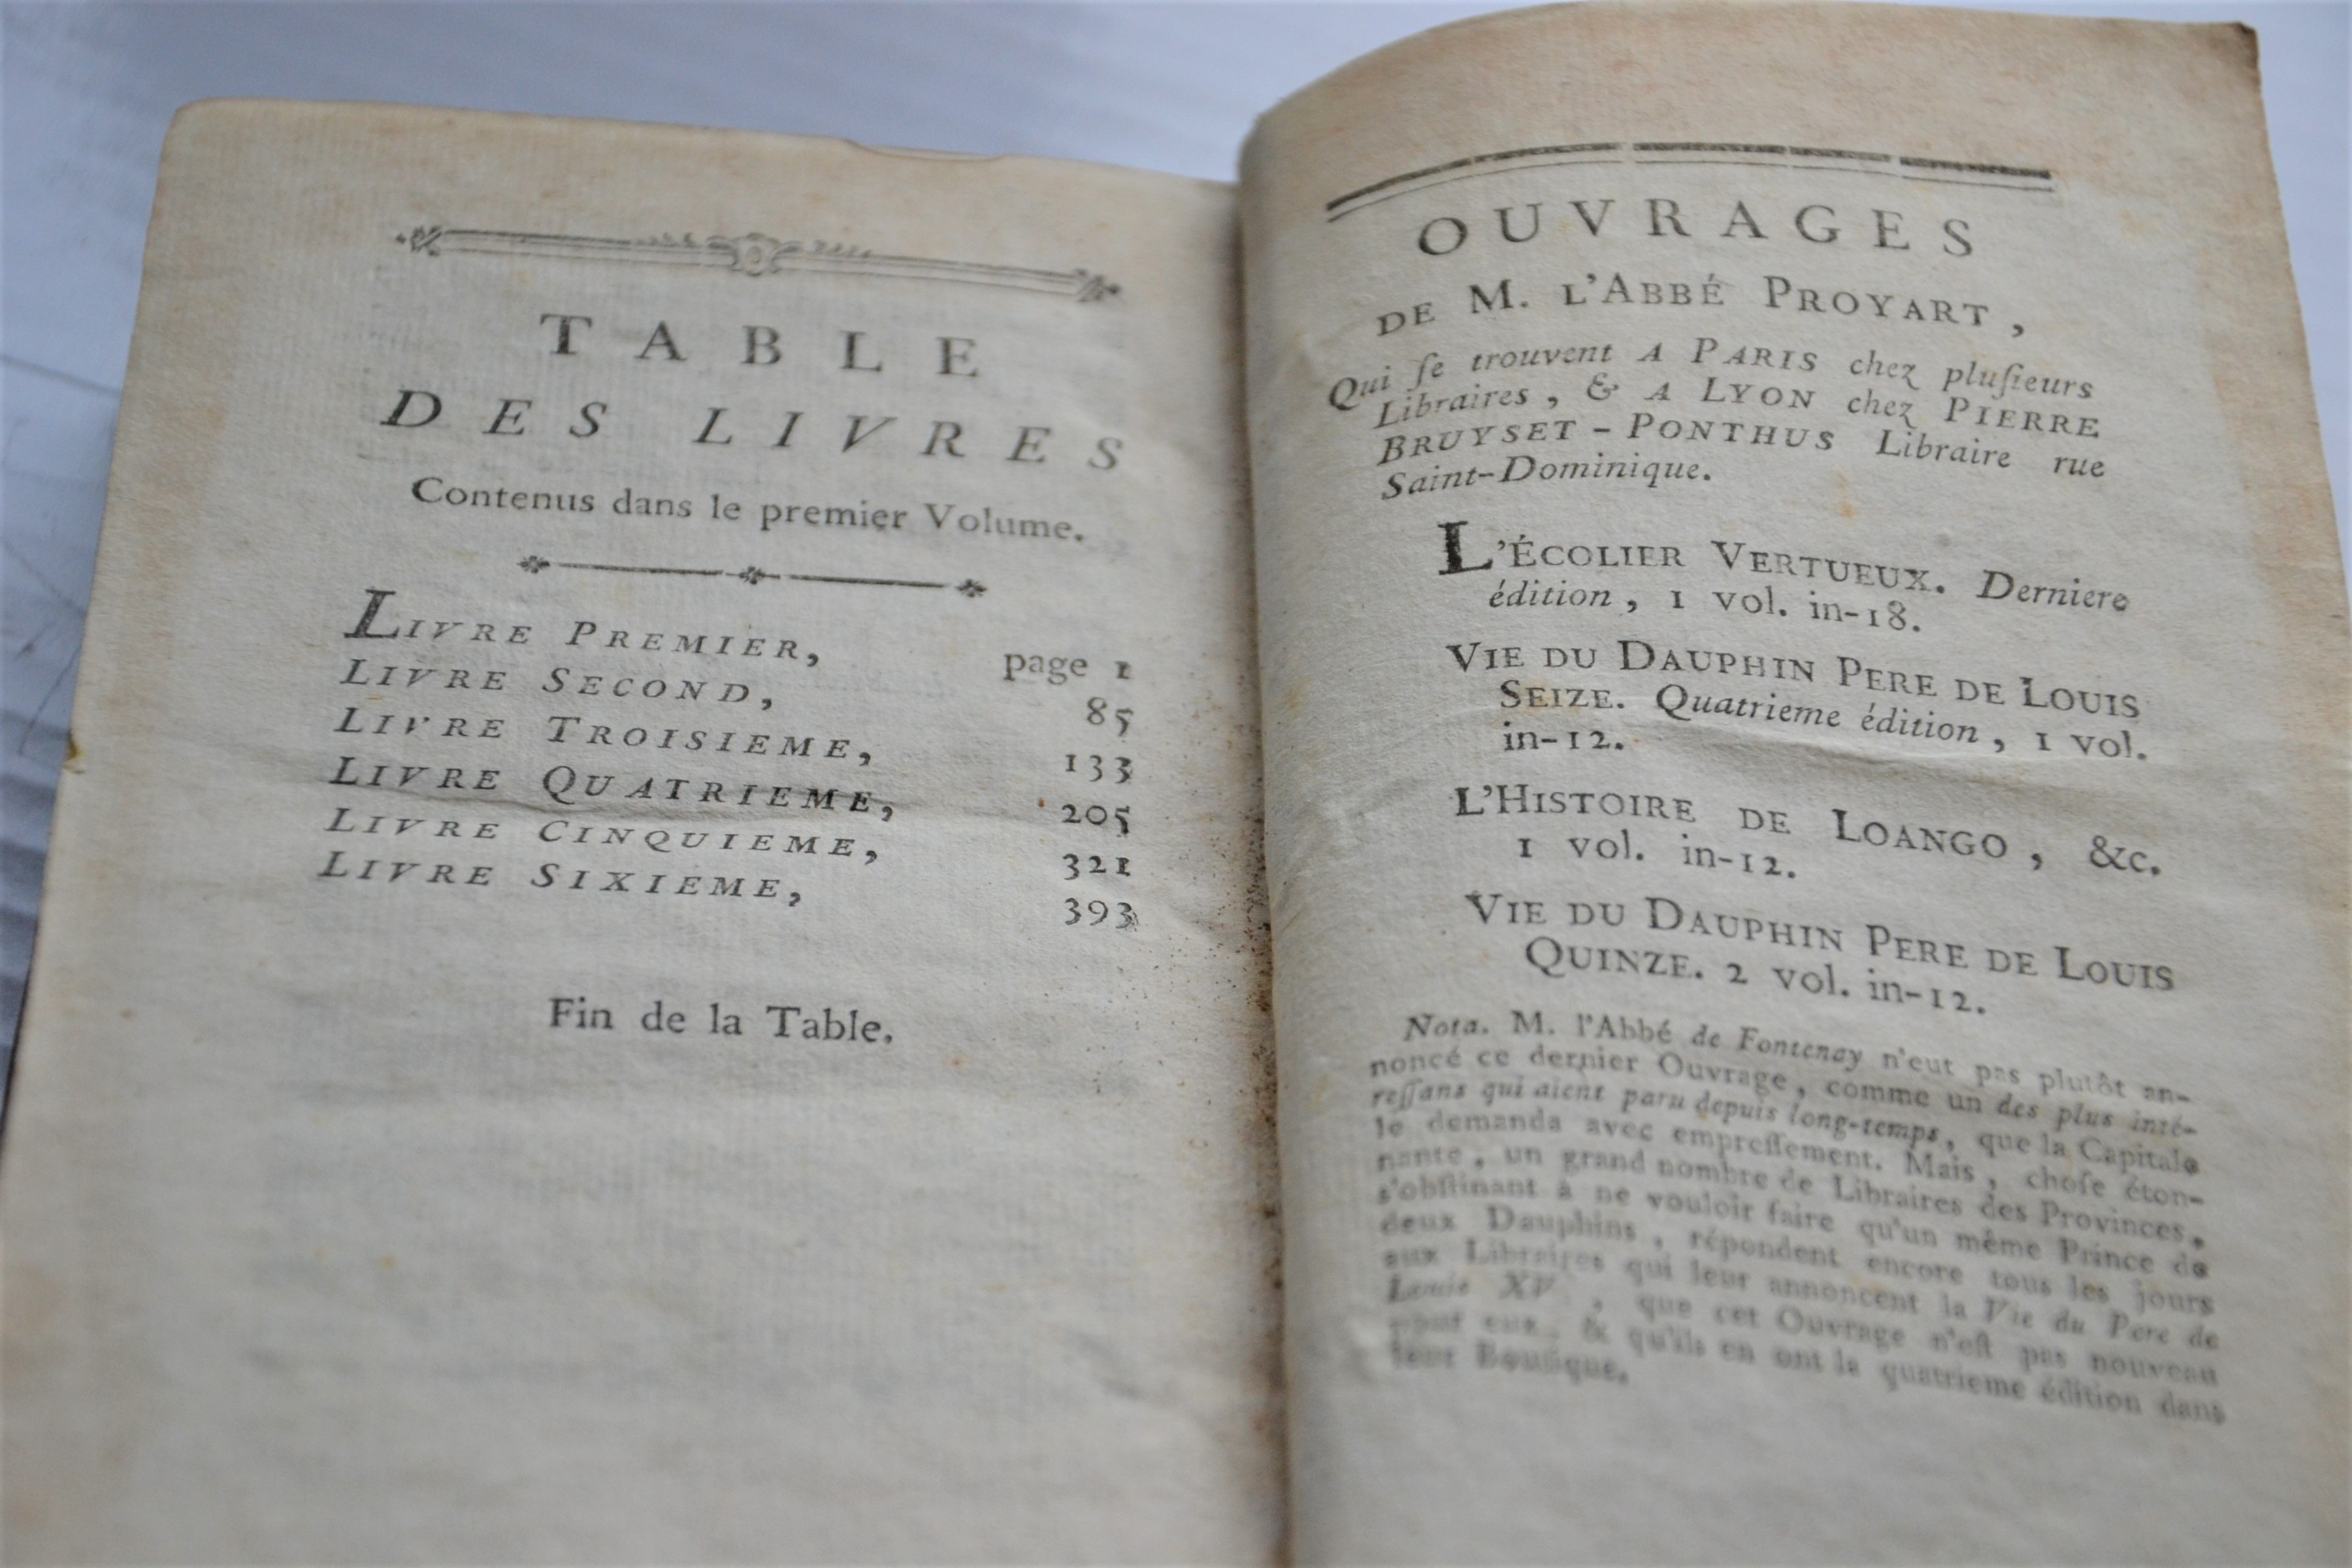 TABLE
DES LIVRES
Contenus dans le premier Volume.
LIVRE PREMIER, page 1
LIVRE SECOND, 85
LIVRE TROISIEME, 133
LIVRE QUATRIEME, 205
LIVRE CINQUIEME, 321
LIVRE SIXIEME, 393
Fin de la Table.
OUVRAGES
DE M. L'ABBÉ PROYART,
Qui ſe trouvent A PARIS chez pluſieurs
Libraires, & A LYON chez PIERRE
BRUYSET-PONTHUS Libraire rue
Saint-Dominique.
L'ÉCOLIER VERTUEUX. Derniere
édition, 1 vol. in-18.
VIE DU DAUPHIN PERE DE LOUIS
SEIZE. Quatrieme édition, 1 vol.
in-12.
L'HISTOIRE DE LOANGO, &c.
1 vol. in-12.
VIE DU DAUPHIN PERE DE LOUIS
QUINZE. 2 vol. in-12.
Nota. M. l'Abbé de Fontenay n'eut pas plutôt an-
noncé ce dernier Ouvrage, comme un des plus inté-
reſſans qui aient paru depuis long-temps, que la Capitale
le demanda avec empreſſement. Mais, choſe éton-
nante, un grand nombre de Libraires des Provinces,
s'obſtinant à ne vouloir faire qu'un même Prince de
deux Dauphins, répondent encore tous les jours
aux Libraires qui leur annoncent la Vie du Pere de
Louis XV, que cet Ouvrage n'eſt pas nouveau
pour eux, & qu'ils en ont la quatrieme édition dans
leur Boutique.